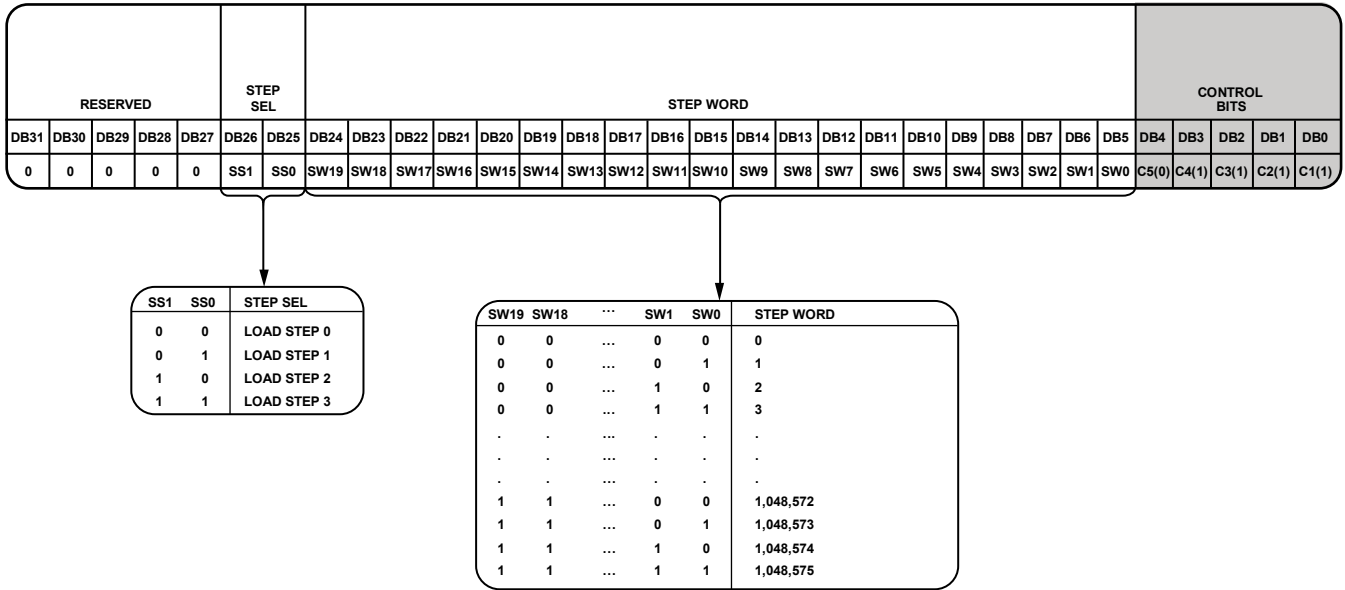 RESERVED STEP SEL STEP WORD CONTROL BITS
DB31 DB30 DB29 DB28 DB27 DB26 DB25 DB24 DB23 DB22 DB21 DB20 DB19 DB18 DB17 DB16 DB15 DB14 DB13 DB12 DB11 DB10 DB9 DB8 DB7 DB6 DB5 DB4 DB3 DB2 DB1 DB0
0 0 0 0 0 SS1 SS0 SW19 SW18 SW17 SW16 SW15 SW14 SW13 SW12 SW11 SW10 SW9 SW8 SW7 SW6 SW5 SW4 SW3 SW2 SW1 SW0 C5(0) C4(1) C3(1) C2(1) C1(1)
SS1 SS0 STEP SEL
0 0 LOAD STEP 0
0 1 LOAD STEP 1
1 0 LOAD STEP 2
1 1 LOAD STEP 3
SW19 SW18 ... SW1 SW0 STEP WORD
0 0 ... 0 0 0
0 0 ... 0 1 1
0 0 ... 1 0 2
0 0 ... 1 1 3
. . ... . . .
. . ... . . .
. . ... . . .
1 1 ... 0 0 1,048,572
1 1 ... 0 1 1,048,573
1 1 ... 1 0 1,048,574
1 1 ... 1 1 1,048,575